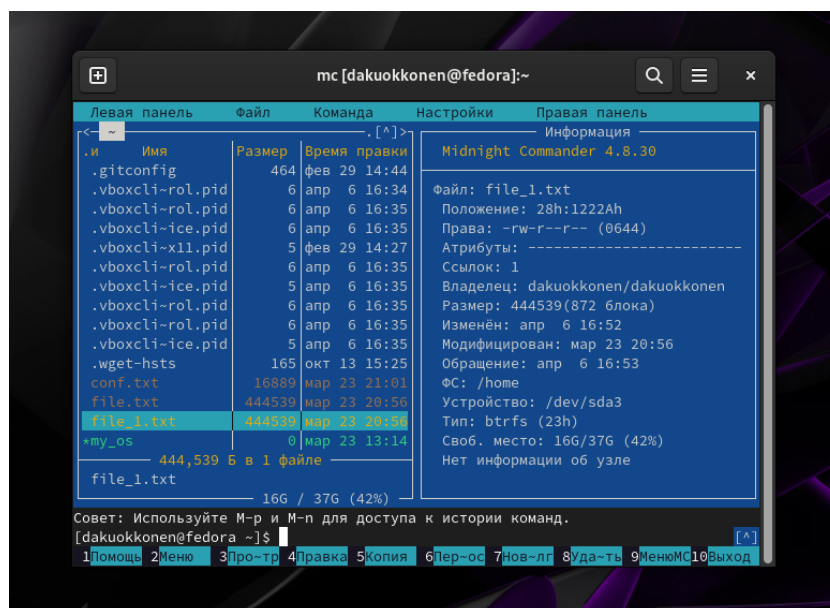 mc [dakuokkonen@fedora]:~
Левая панель Файл Команда Настройки Правая панель
<─ ~ .[^]>
.и Имя Размер Время правки
.gitconfig 464 фев 29 14:44
.vboxcli~rol.pid 6 апр 6 16:34
.vboxcli~rol.pid 6 апр 6 16:35
.vboxcli~ice.pid 6 апр 6 16:35
.vboxcli~x11.pid 5 фев 29 14:27
.vboxcli~rol.pid 6 апр 6 16:35
.vboxcli~ice.pid 5 апр 6 16:35
.vboxcli~rol.pid 6 апр 6 16:35
.vboxcli~rol.pid 6 апр 6 16:35
.vboxcli~ice.pid 5 апр 6 16:35
.wget-hsts 165 окт 13 15:25
conf.txt 16889 мар 23 21:01
file.txt 444539 мар 23 20:56
file_1.txt 444539 мар 23 20:56
*my_os 0 мар 23 13:14
444,539 Б в 1 файле
file_1.txt
16G / 37G (42%)
Информация
Midnight Commander 4.8.30
Файл: file_1.txt
Положение: 28h:1222Ah
Права: -rw-r--r-- (0644)
Атрибуты: -------------------------
Ссылок: 1
Владелец: dakuokkonen/dakuokkonen
Размер: 444539(872 блока)
Изменён: апр 6 16:52
Модифицирован: мар 23 20:56
Обращение: апр 6 16:53
ФС: /home
Устройство: /dev/sda3
Тип: btrfs (23h)
Своб. место: 16G/37G (42%)
Нет информации об узле
Совет: Используйте M-p и M-n для доступа к истории команд.
[dakuokkonen@fedora ~]$ [^]
1Помощь 2Меню 3Про~тр 4Правка 5Копия 6Пер~ос 7Нов~лг 8Уда~ть 9МенюMC10Выход